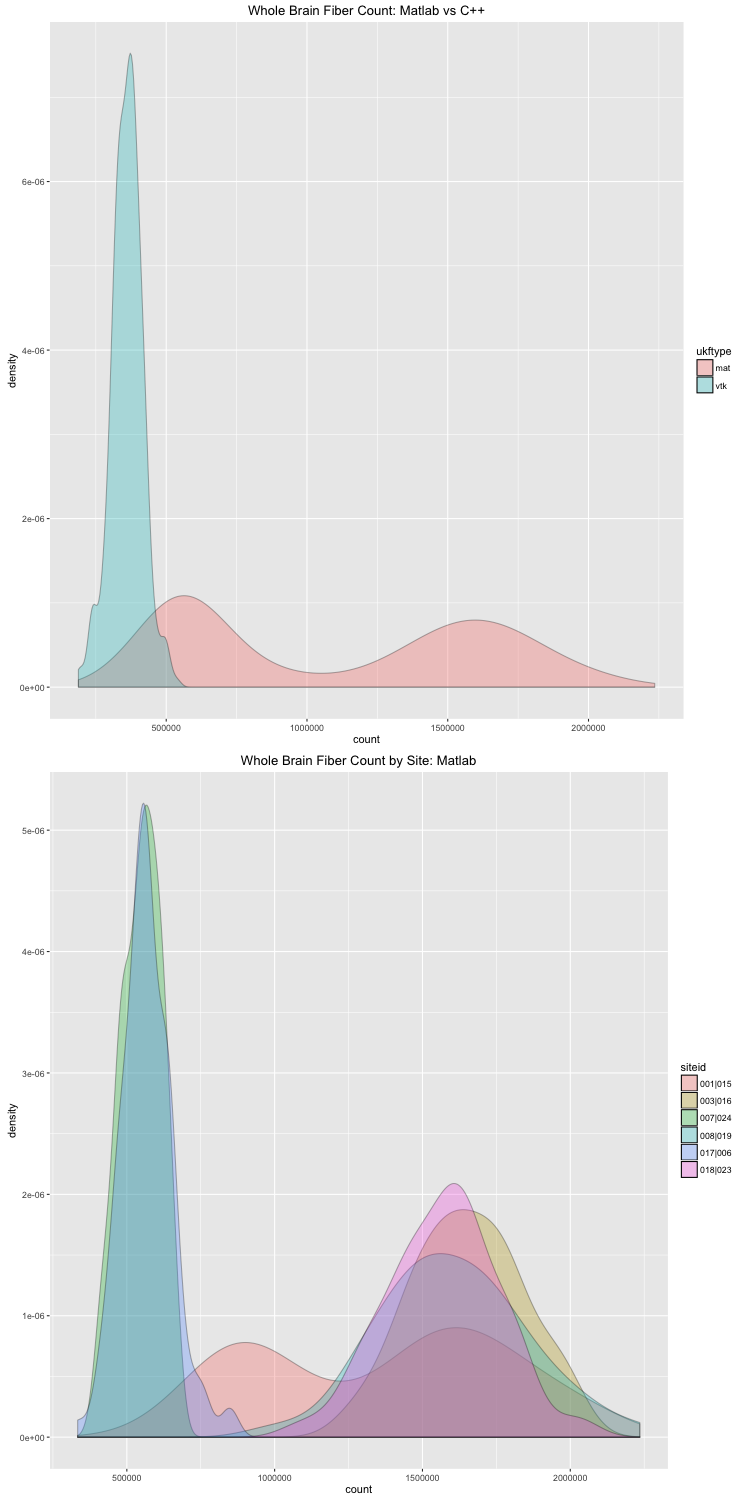 Whole Brain Fiber Count: Matlab vs C++
6e-06
4e-06
2e-06
0e+00
density
500000 1000000 1500000 2000000
count
ukftype
mat
vtk
Whole Brain Fiber Count by Site: Matlab
5e-06
4e-06
3e-06
2e-06
1e-06
0e+00
density
500000 1000000 1500000 2000000
count
siteid
001|015
003|016
007|024
008|019
017|006
018|023